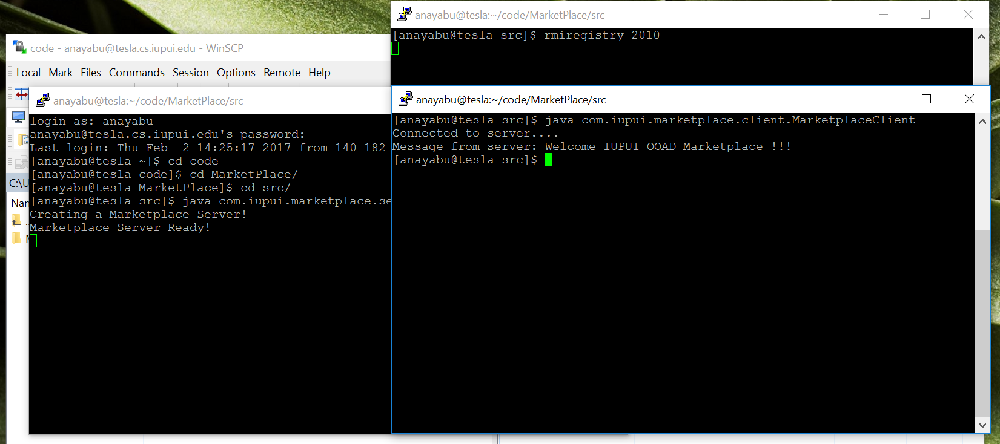 anayabu@tesla:~/code/MarketPlace/src
[anayabu@tesla src]$ rmiregistry 2010
code - anayabu@tesla.cs.iupui.edu - WinSCP
Local Mark Files Commands Session Options Remote Help
anayabu@tesla:~/code/MarketPlace/src
login as: anayabu
anayabu@tesla.cs.iupui.edu's password:
Last login: Thu Feb  2 14:25:17 2017 from 140-182-
[anayabu@tesla ~]$ cd code
[anayabu@tesla code]$ cd MarketPlace/
[anayabu@tesla MarketPlace]$ cd src/
[anayabu@tesla src]$ java com.iupui.marketplace.se
Creating a Marketplace Server!
Marketplace Server Ready!
anayabu@tesla:~/code/MarketPlace/src
[anayabu@tesla src]$ java com.iupui.marketplace.client.MarketplaceClient
Connected to server....
Message from server: Welcome IUPUI OOAD Marketplace !!!
[anayabu@tesla src]$
C:\U